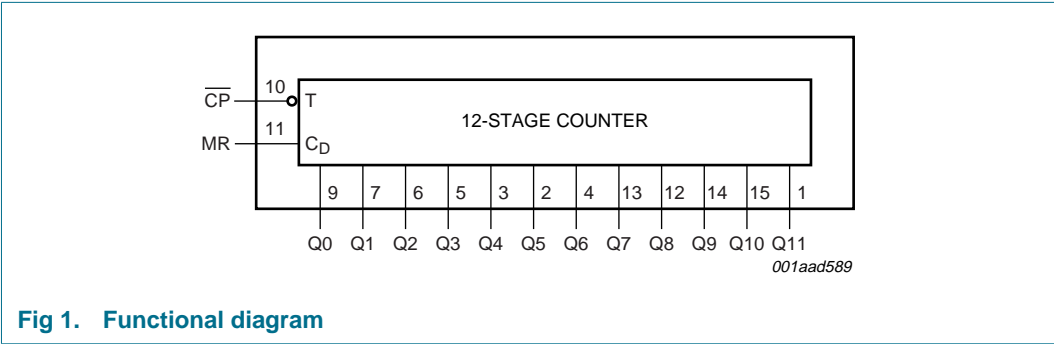 10
CP T
12-STAGE COUNTER
11
MR CD
9 7 6 5 3 2 4 13 12 14 15 1
Q0 Q1 Q2 Q3 Q4 Q5 Q6 Q7 Q8 Q9 Q10 Q11
001aad589
Fig 1. Functional diagram